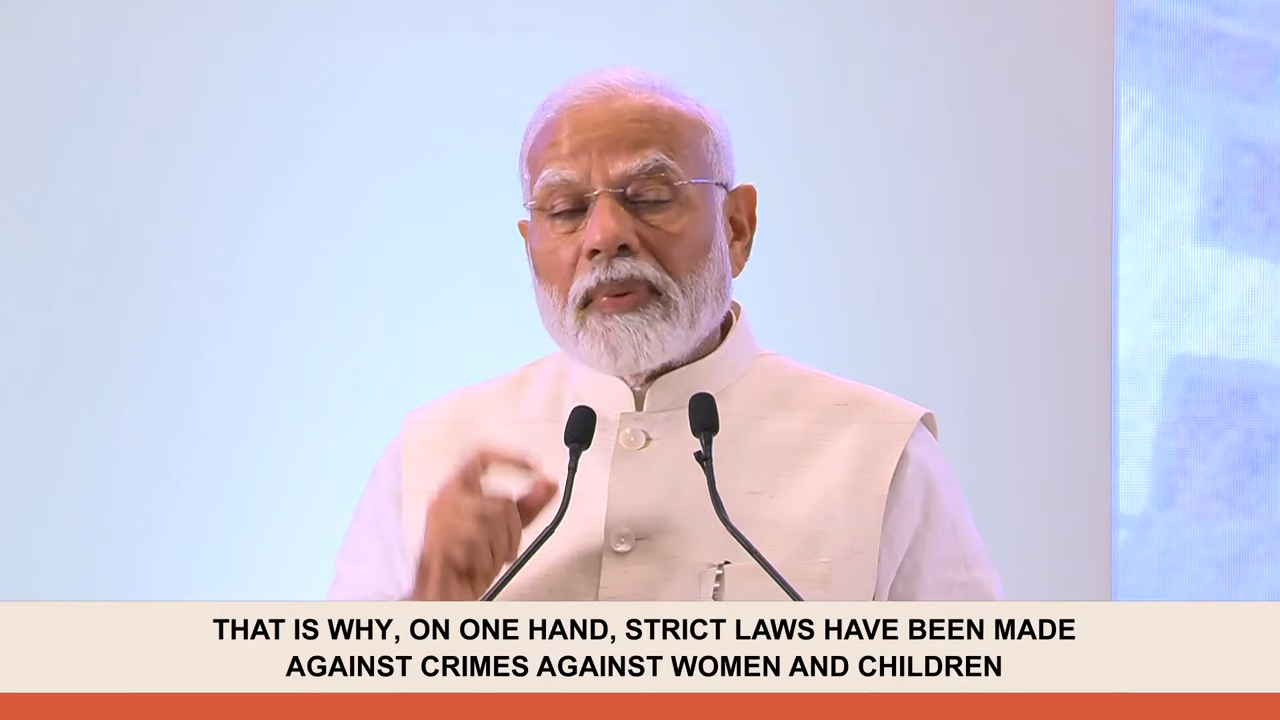 THAT IS WHY, ON ONE HAND, STRICT LAWS HAVE BEEN MADE
AGAINST CRIMES AGAINST WOMEN AND CHILDREN